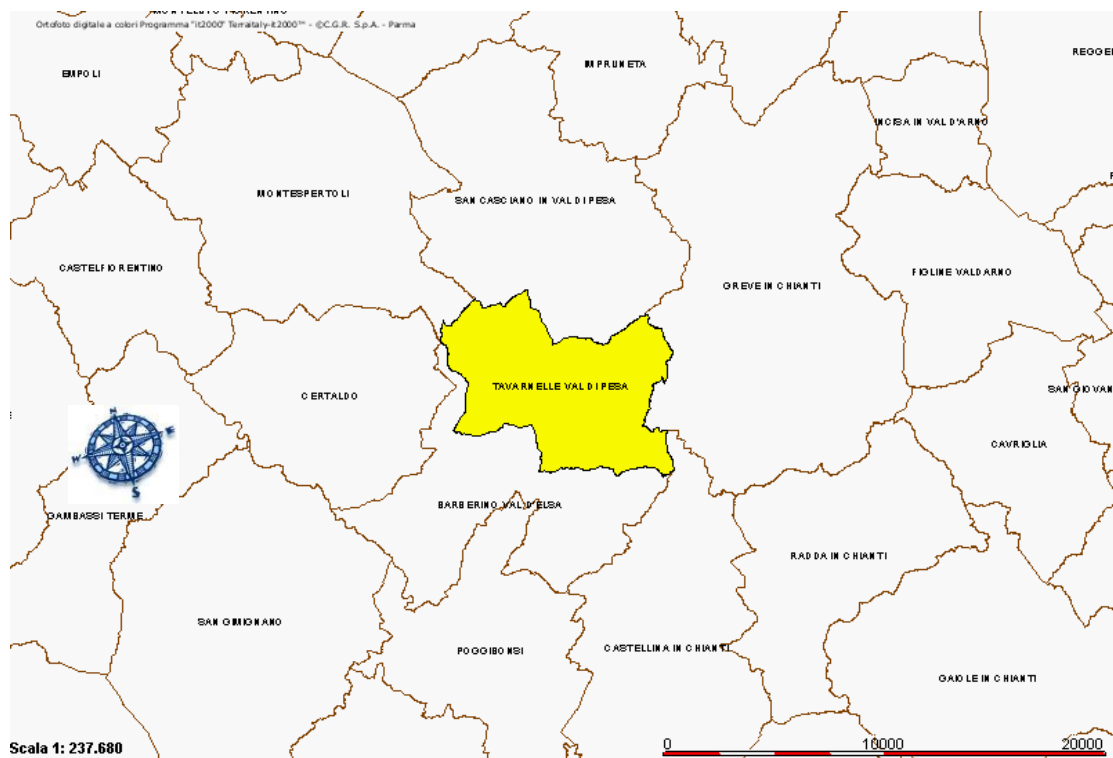 Ortofoto digitale a colori Programma "it2000" Terraitaly-it2000™ - ©C.G.R. S.p.A. - Parma
EMPOLI
IMPRUNETA
REGGE
INCISA IN VAL D'ARNO
MONTESPERTOLI
SAN CASCIANO IN VAL DI PESA
CASTELFIORENTINO
FIGLINE VALDARNO
GREVE IN CHIANTI
TAVARNELLE VAL DI PESA
SAN GIOVAN
CERTALDO
CAVRIGLIA
N
E
W
S
BARBERINO VAL D'ELSA
GAMBASSI TERME
RADDA IN CHIANTI
SAN GIMIGNANO
POGGIBONSI
CASTELLINA IN CHIANTI
GAIOLE IN CHIANTI
Scala 1: 237.680
0 10000 20000